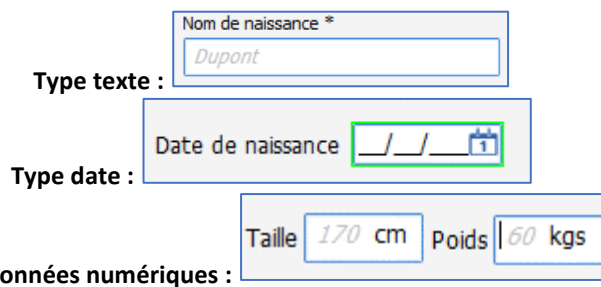 Nom de naissance *
Dupont
Type texte :
Date de naissance __/__/____ 1
Type date :
Taille 170 cm Poids 60 kgs
onnées numériques :